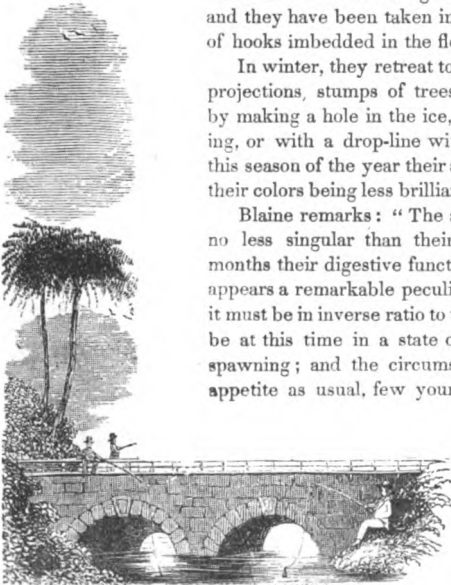 and they have been taken in
of hooks imbedded in the fle
In winter, they retreat to
projections, stumps of trees
by making a hole in the ice,
ing, or with a drop-line wi
this season of the year their
their colors being less brillian
Blaine remarks: “ The
no less singular than their
months their digestive funct
appears a remarkable peculi
it must be in inverse ratio to
be at this time in a state o
spawning; and the circums
appetite as usual, few your